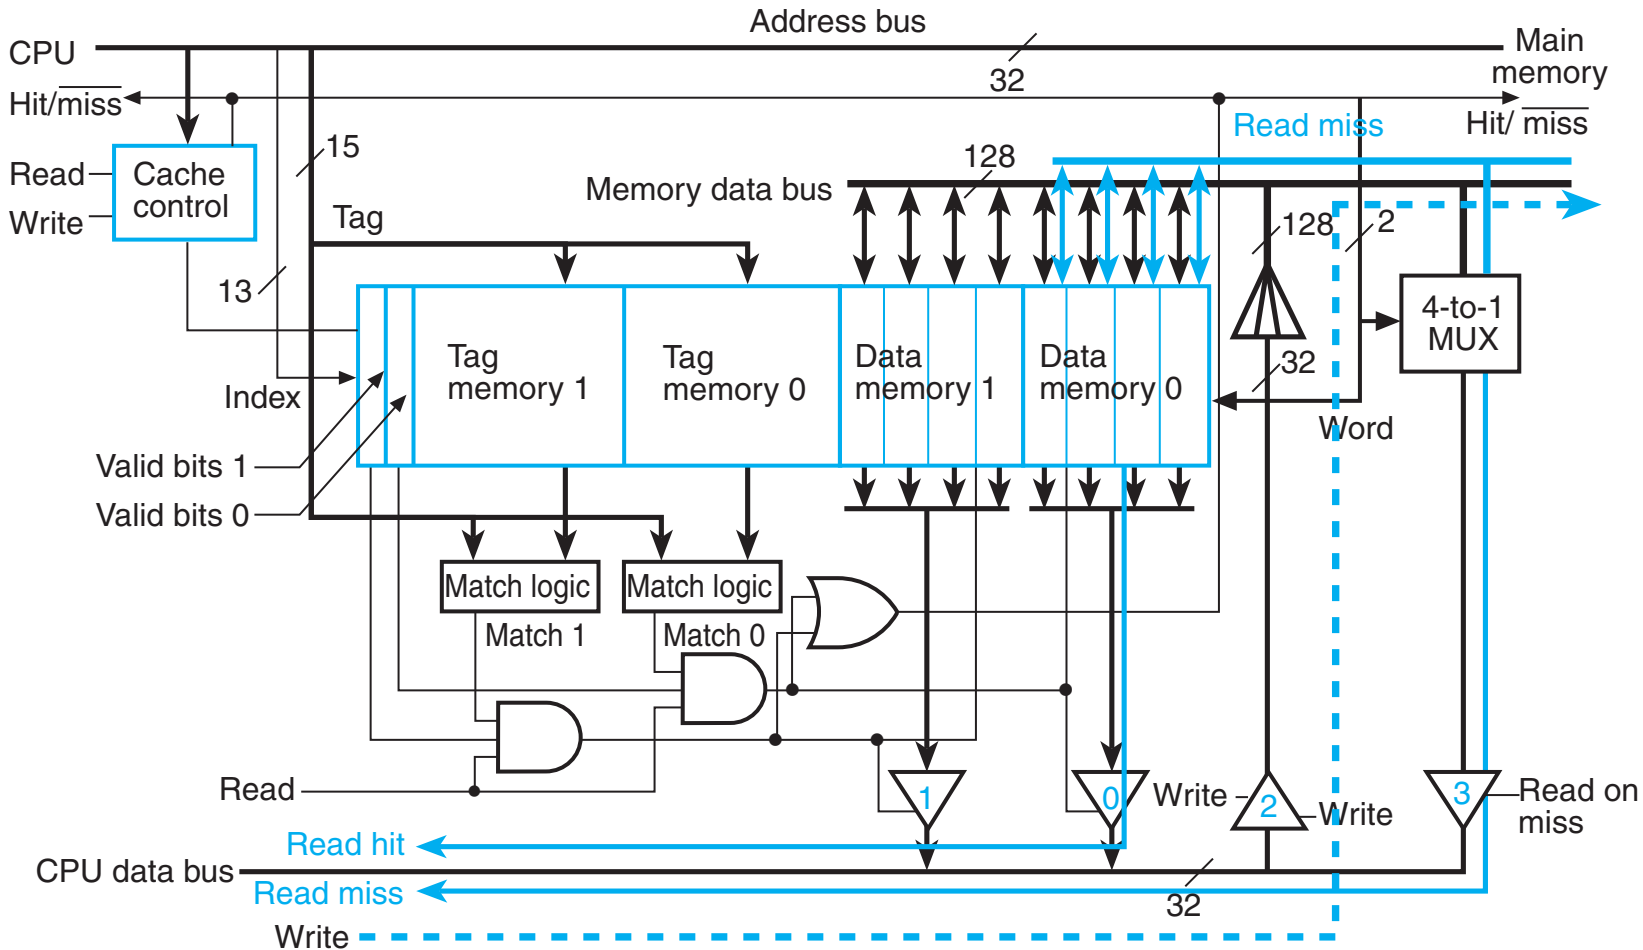 Address bus
CPU
32
Main
memory
Hit/miss
Read miss
Hit/ miss
15
128
Read
Cache
control
Memory data bus
Write
Tag
128
2
13
4-to-1
MUX
Tag
memory 1
Tag
memory 0
Data
memory 1
Data
memory 0
32
Index
Word
Valid bits 1
Valid bits 0
Match logic
Match logic
Match 1
Match 0
Read
1
0
Write
2
Write
3
Read on
miss
Read hit
CPU data bus
Read miss
32
Write